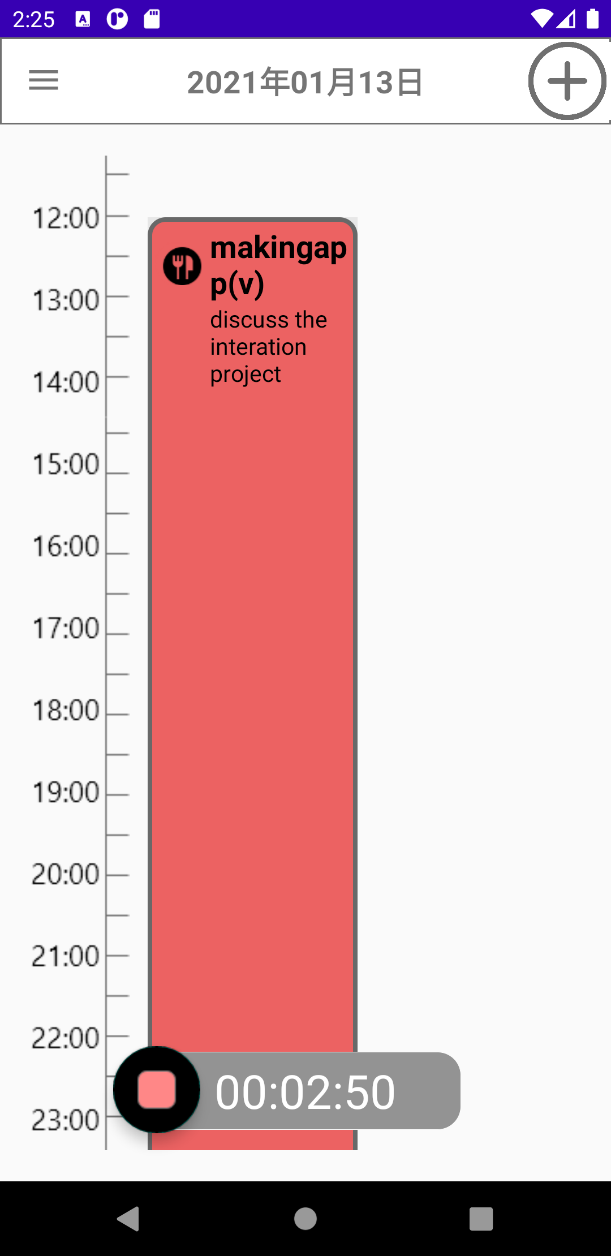 2:25
2021年01月13日
12:00
makingap
p(v)
discuss the
interation
project
13:00
14:00
15:00
16:00
17:00
18:00
19:00
20:00
21:00
22:00
23:00
00:02:50